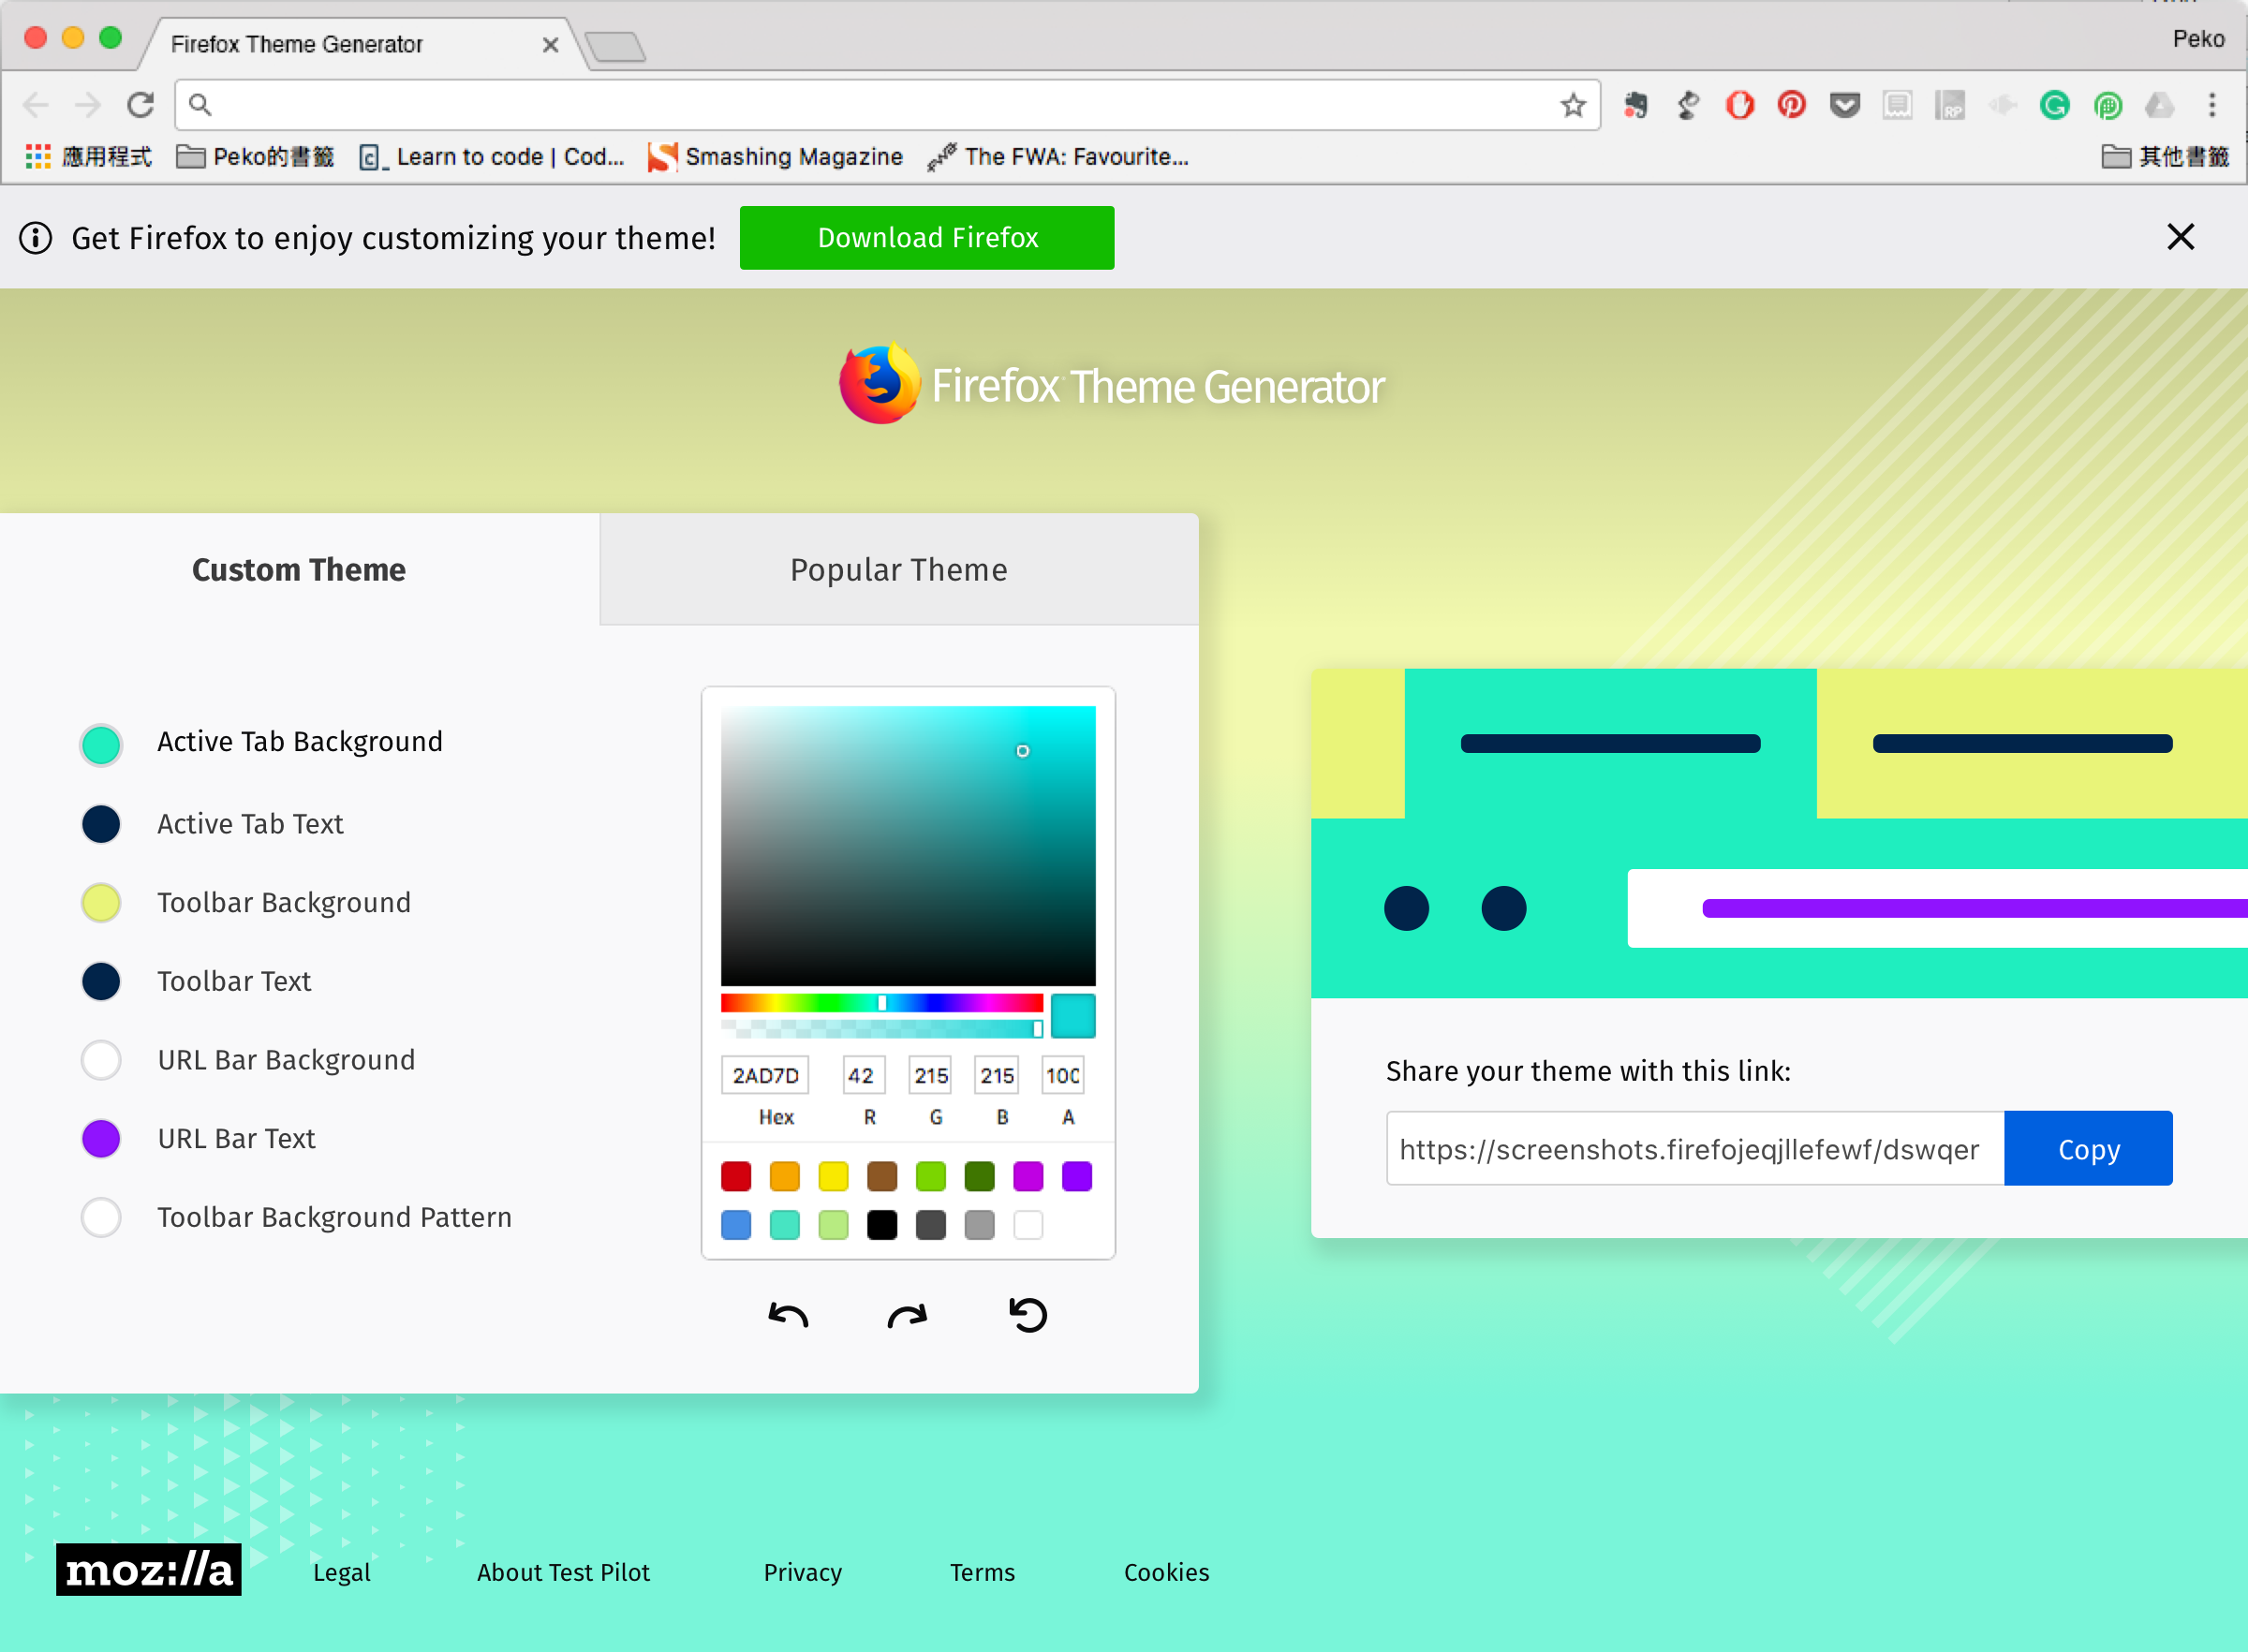 Firefox Theme Generator
Peko
應用程式
Peko的書籤
Learn to code | Cod...
Smashing Magazine
The FWA: Favourite...
其他書籤
Get Firefox to enjoy customizing your theme!
Download Firefox
Firefox Theme Generator
Custom Theme
Popular Theme
Active Tab Background
Active Tab Text
Toolbar Background
Toolbar Text
URL Bar Background
URL Bar Text
Toolbar Background Pattern
2AD7D
42
215
215
100
Hex
R
G
B
A
Share your theme with this link:
https://screenshots.firefojeqjllefewf/dswqer
Copy
moz://a
Legal
About Test Pilot
Privacy
Terms
Cookies